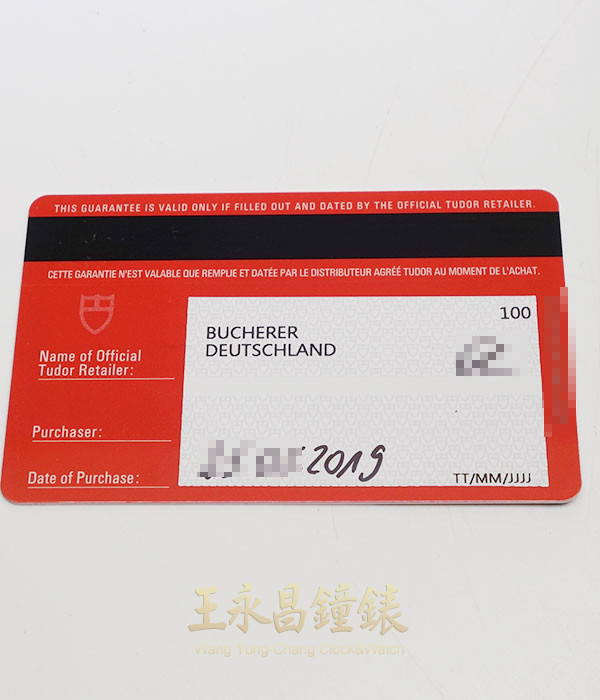 THIS GUARANTEE IS VALID ONLY IF FILLED OUT AND DATED BY THE OFFICIAL TUDOR RETAILER.
CETTE GARANTIE N'EST VALABLE QUE REMPLIE ET DATÉE PAR LE DISTRIBUTEUR AGRÉÉ TUDOR AU MOMENT DE L'ACHAT.
100
BUCHERER
DEUTSCHLAND
Name of Official
Tudor Retailer:
Purchaser:
Date of Purchase:
2019
TT/MM/JJJJ
王永昌鐘錶
Wang Yung-Chang Clock&Watch